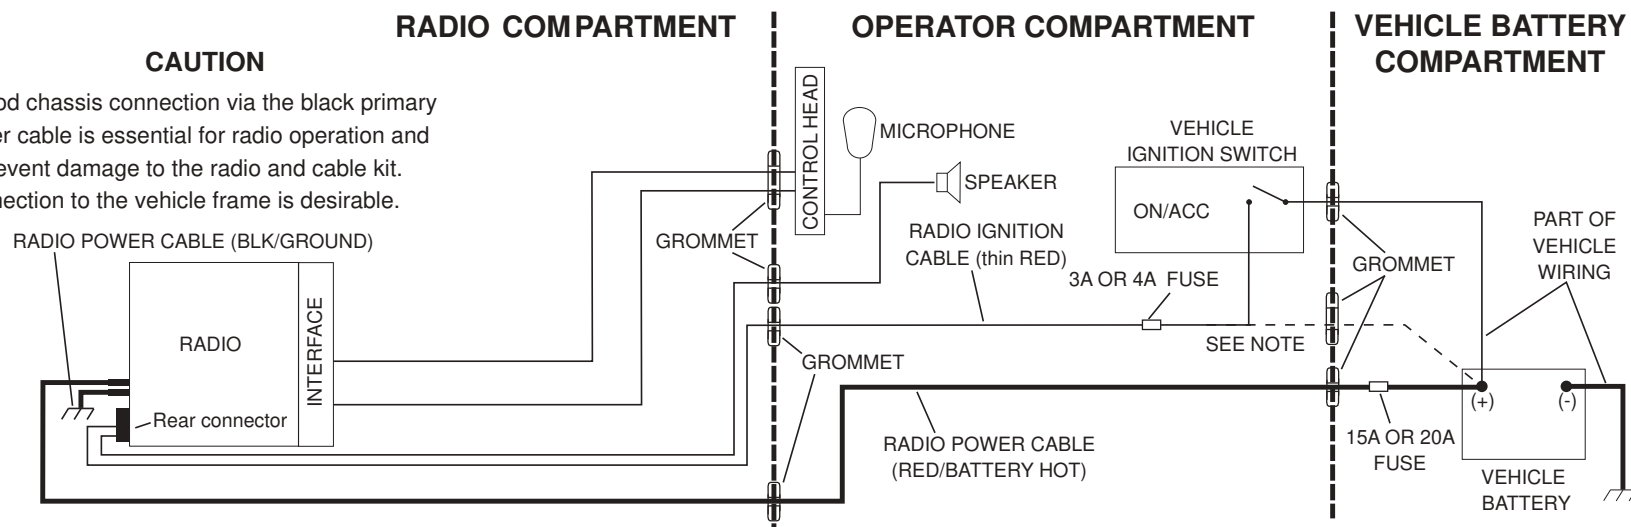 RADIO COMPARTMENT
OPERATOR COMPARTMENT
VEHICLE BATTERY
COMPARTMENT
CAUTION
chassis connection via the black primary
cable is essential for radio operation and
damage to the radio and cable kit.
to the vehicle frame is desirable.
RADIO POWER CABLE (BLK/GROUND)
RADIO
INTERFACE
Rear connector
GROMMET
CONTROL HEAD
MICROPHONE
SPEAKER
RADIO IGNITION
CABLE (thin RED)
3A OR 4A FUSE
VEHICLE
IGNITION SWITCH
ON/ACC
SEE NOTE
GROMMET
RADIO POWER CABLE
(RED/BATTERY HOT)
GROMMET
PART OF
VEHICLE
WIRING
(+)
(-)
15A OR 20A
FUSE
VEHICLE
BATTERY